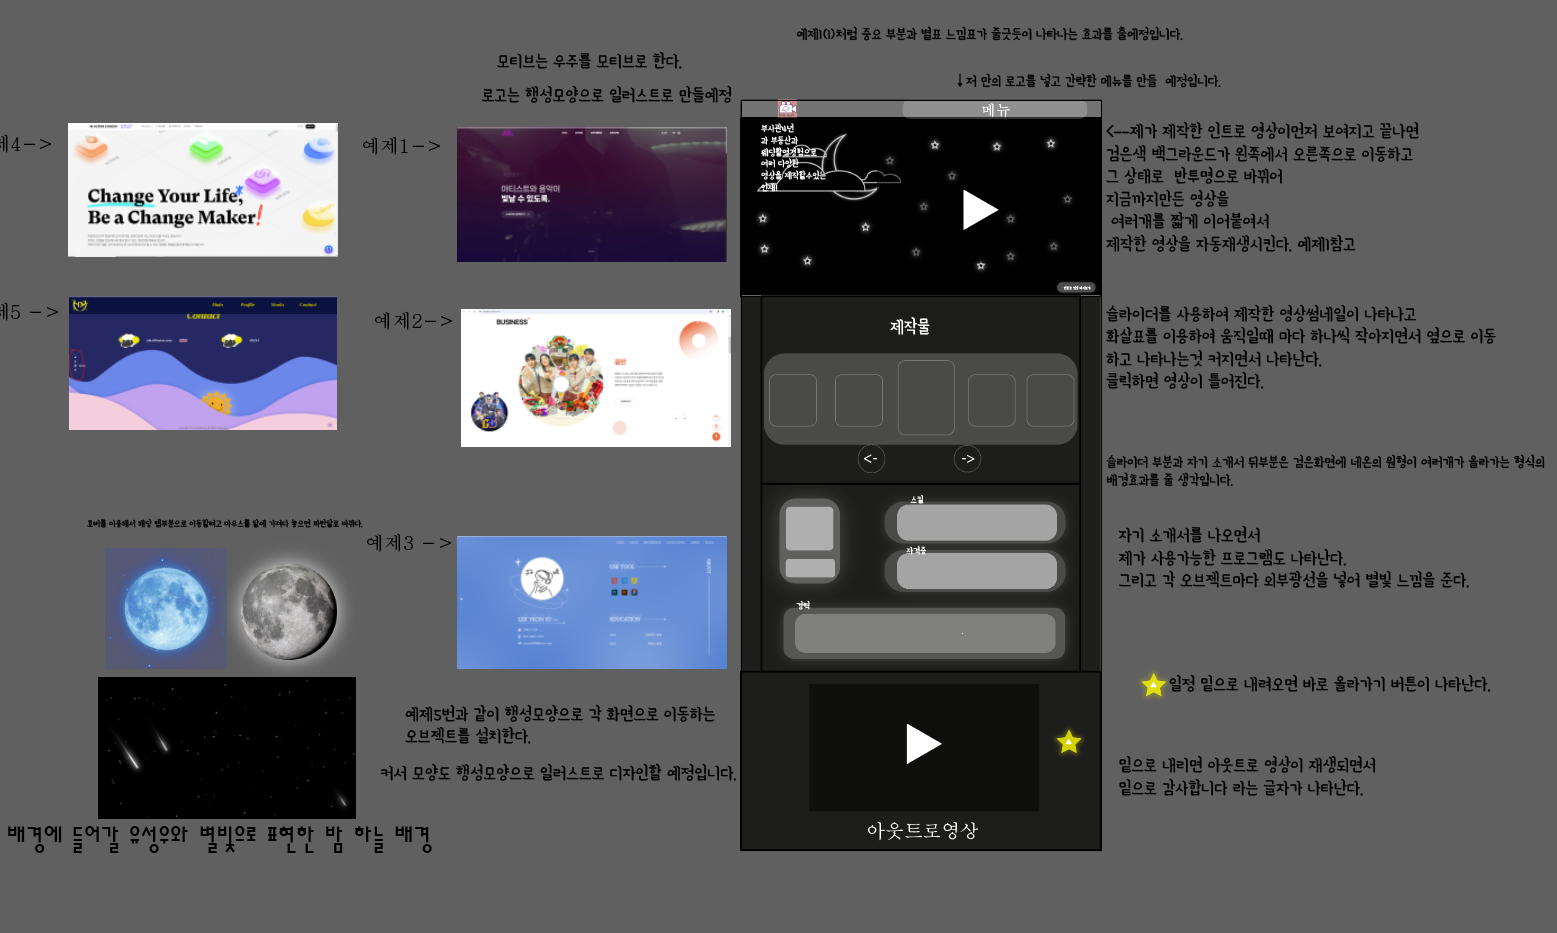 예제1(1)처럼 중요 부분과 별표 느낌표가 줄긋듯이 나타나는 효과를 줄예정입니다.
모티브는 우주를 모티브로 한다.
로고는 행성모양으로 일러스트로 만들예정
↓저 만의 로고를 넣고 간략한 메뉴를 만들 예정입니다.
제4->
Change Your Life,
Be a Change Maker!
예제1->
아티스트와 음악이
빛날 수 있도록.
메뉴
부사관4년
과 부동산과
웨딩촬영경험으로
여러 다양한
영상을 제작할수있는
인재!
<--제가 제작한 인트로 영상이먼저 보여지고 끝나면
검은색 백그라운드가 왼쪽에서 오른쪽으로 이동하고
그 상태로 반투명으로 바뀌어
지금까지만든 영상을
여러개를 짧게 이어붙여서
제작한 영상을 자동재생시킨다. 예제1참고
제5 ->
Main Profile Works Contact
Contact
예제2->
BUSINESS
음반
제작물
<- ->
슬라이더를 사용하여 제작한 영상썸네일이 나타나고
화살표를 이용하여 움직일때 마다 하나씩 작아지면서 옆으로 이동
하고 나타나는것 커지면서 나타난다.
클릭하면 영상이 틀어진다.
슬라이더 부분과 자기 소개서 뒤부분은 검은화면에 네온의 원형이 여러개가 올라가는 형식의
배경효과를 줄 생각입니다.
호버를 이용해서 해당 탭부분으로 이동할려고 마우스를 달에 가져다 놓으면 파란달로 바뀐다.
예제3 ->
USE TOOL
LEE YEON JU
EDUCATION
ABOUT
스킬
자격증
경력
자기 소개서를 나오면서
제가 사용가능한 프로그램도 나타난다.
그리고 각 오브젝트마다 외부광선을 넣어 별빛 느낌을 준다.
일정 밑으로 내려오면 바로 올라가기 버튼이 나타난다.
예제5번과 같이 행성모양으로 각 화면으로 이동하는
오브젝트를 설치한다.
커서 모양도 행성모양으로 일러스트로 디자인할 예정입니다.
밑으로 내리면 아웃트로 영상이 재생되면서
밑으로 감사합니다 라는 글자가 나타난다.
아웃트로영상
배경에 들어갈 유성우와 별빛으로 표현한 밤 하늘 배경